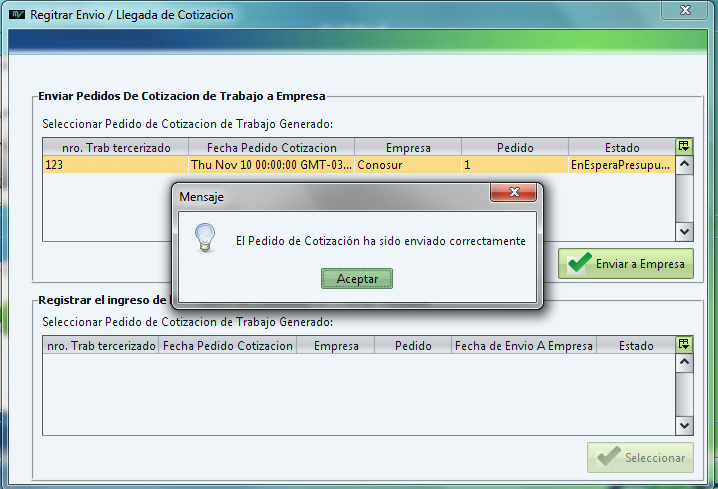 Regitrar Envio / Llegada de Cotizacion
Enviar Pedidos De Cotizacion de Trabajo a Empresa
Seleccionar Pedido de Cotizacion de Trabajo Generado:
nro. Trab tercerizado Fecha Pedido Cotizacion Empresa Pedido Estado
123 Thu Nov 10 00:00:00 GMT-03... Conosur 1 EnEsperaPresupu...
Mensaje
El Pedido de Cotización ha sido enviado correctamente
Aceptar
Enviar a Empresa
Registrar el ingreso de
Seleccionar Pedido de Cotizacion de Trabajo Generado:
nro. Trab tercerizado Fecha Pedido Cotizacion Empresa Pedido Fecha de Envio A Empresa Estado
Seleccionar